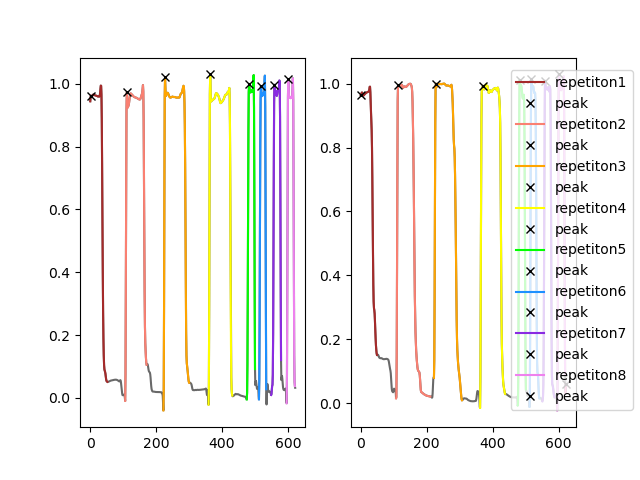 1.0
0.8
0.6
0.4
0.2
0.0
0 200 400 600
1.0
0.8
0.6
0.4
0.2
0.0
0 200 400 600
repetiton1
peak
repetiton2
peak
repetiton3
peak
repetiton4
peak
repetiton5
peak
repetiton6
peak
repetiton7
peak
repetiton8
peak